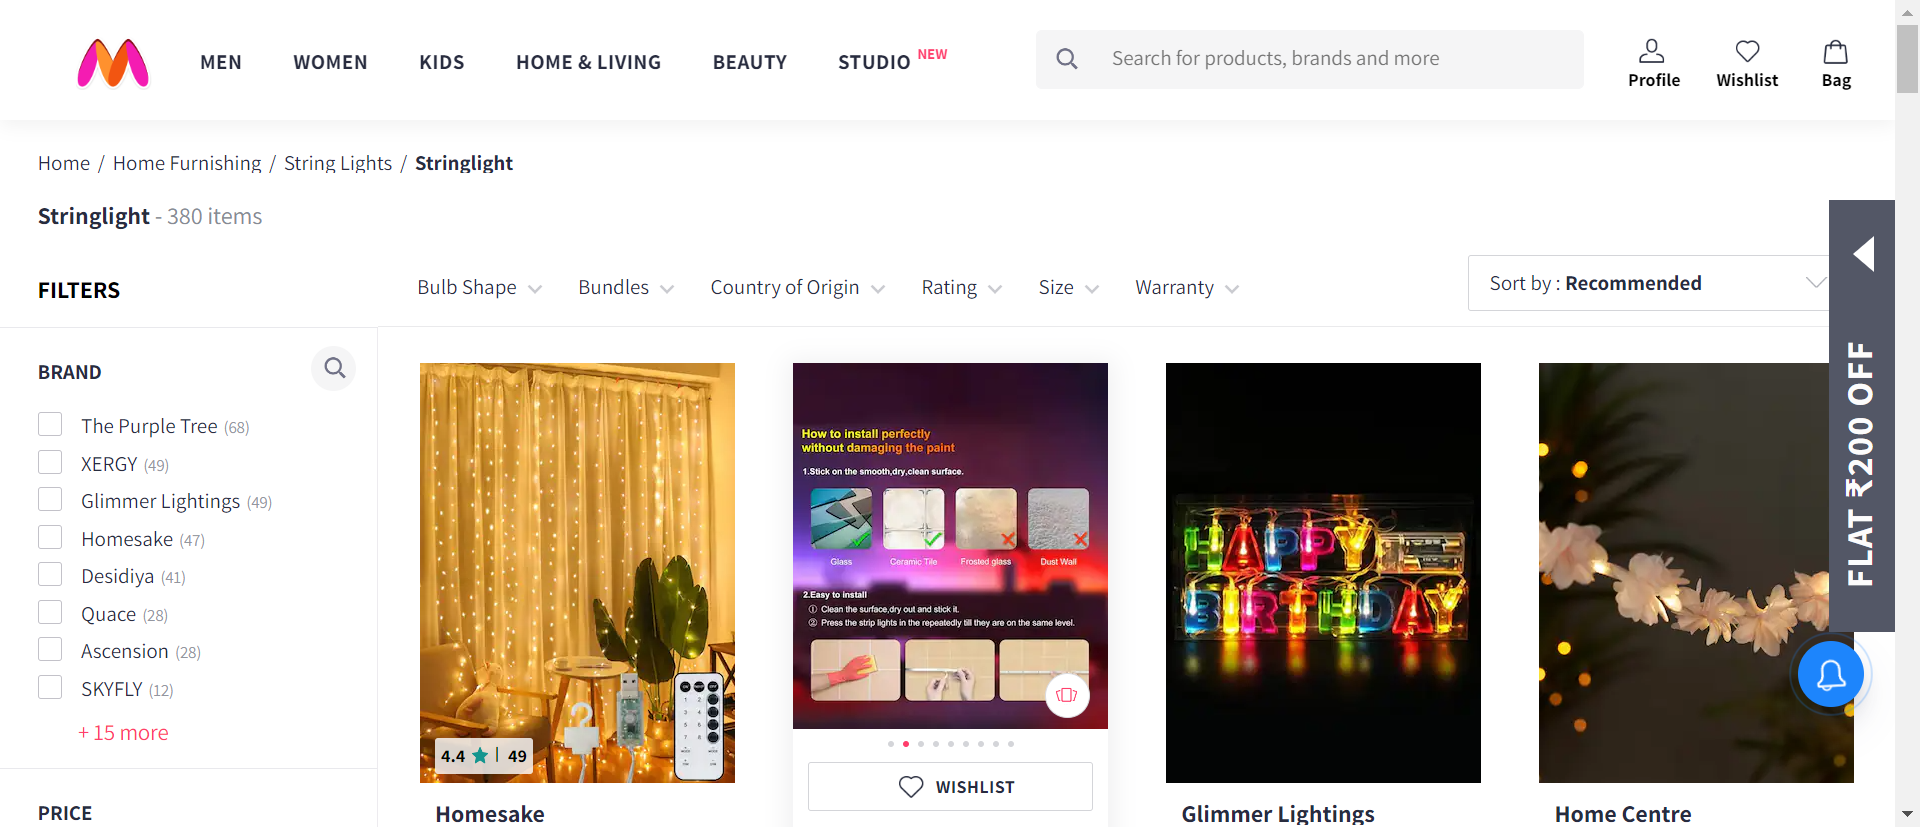 MEN WOMEN KIDS HOME & LIVING BEAUTY STUDIO NEW
Search for products, brands and more
Profile Wishlist Bag
Home / Home Furnishing / String Lights / Stringlight
Stringlight - 380 items
FILTERS
Bulb Shape Bundles Country of Origin Rating Size Warranty
Sort by : Recommended
BRAND
The Purple Tree (68)
XERGY (49)
Glimmer Lightings (49)
Homesake (47)
Desidiya (41)
Quace (28)
Ascension (28)
SKYFLY (12)
+ 15 more
PRICE
4.4 | 49
Homesake
How to install perfectly
without damaging the paint
1.Stick on the smooth,dry,clean surface.
Glass Ceramic Tile Frosted glass Dust Wall
2.Easy to install
① Clean the surface,dry out and stick it.
② Press the strip lights in the repeatedly till they are on the same level.
WISHLIST
HAPPY
BIRTHDAY
Glimmer Lightings
Home Centre
FLAT ₹200 OFF